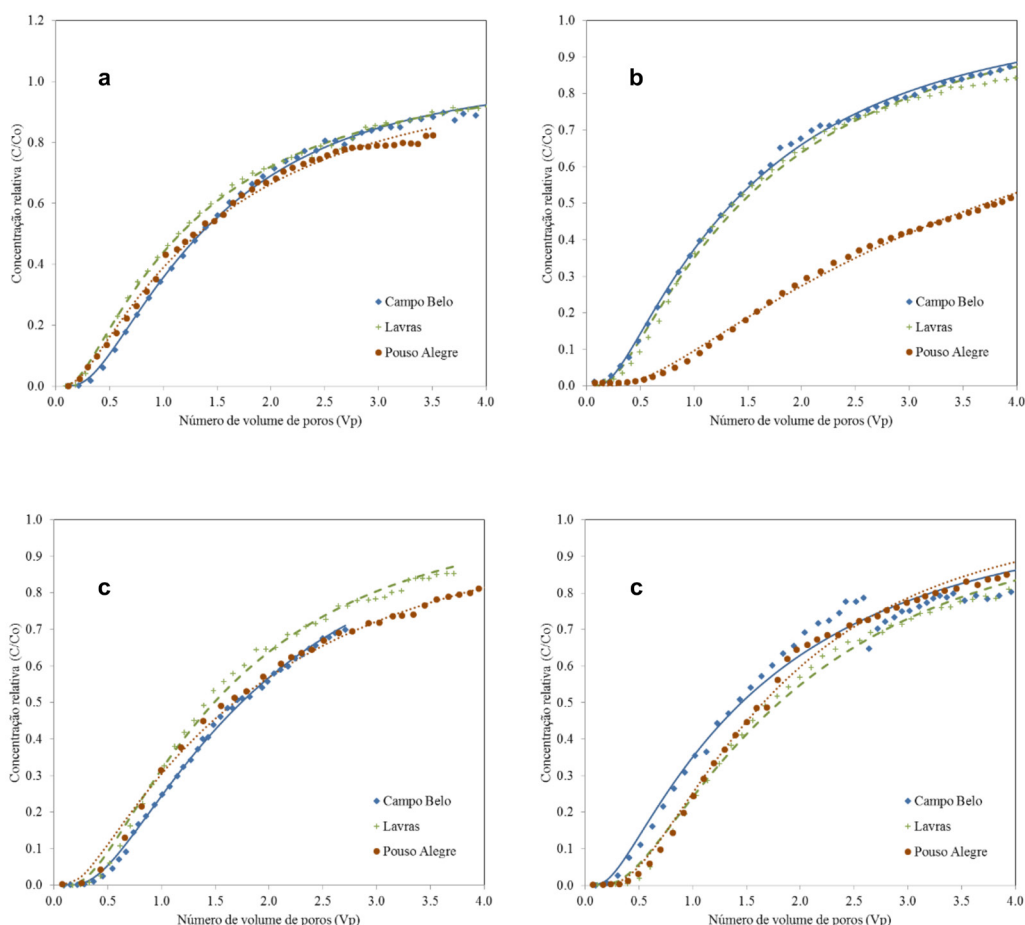 1.2
1.0
0.8
0.6
0.4
0.2
0.0
Concentração relativa (C/Co)
a
Campo Belo
Lavras
Pouso Alegre
0.0 0.5 1.0 1.5 2.0 2.5 3.0 3.5 4.0
Número de volume de poros (Vp)
1.0
0.9
0.8
0.7
0.6
0.5
0.4
0.3
0.2
0.1
0.0
Concentração relativa (C/Co)
b
Campo Belo
Lavras
Pouso Alegre
0.0 0.5 1.0 1.5 2.0 2.5 3.0 3.5 4.0
Número de volume de poros (Vp)
1.0
0.9
0.8
0.7
0.6
0.5
0.4
0.3
0.2
0.1
0.0
Concentração relativa (C/Co)
c
Campo Belo
Lavras
Pouso Alegre
0.0 0.5 1.0 1.5 2.0 2.5 3.0 3.5 4.0
Número de volume de poros (Vp)
1.0
0.9
0.8
0.7
0.6
0.5
0.4
0.3
0.2
0.1
0.0
Concentração relativa (C/Co)
c
Campo Belo
Lavras
Pouso Alegre
0.0 0.5 1.0 1.5 2.0 2.5 3.0 3.5 4.0
Número de volume de poros (Vp)